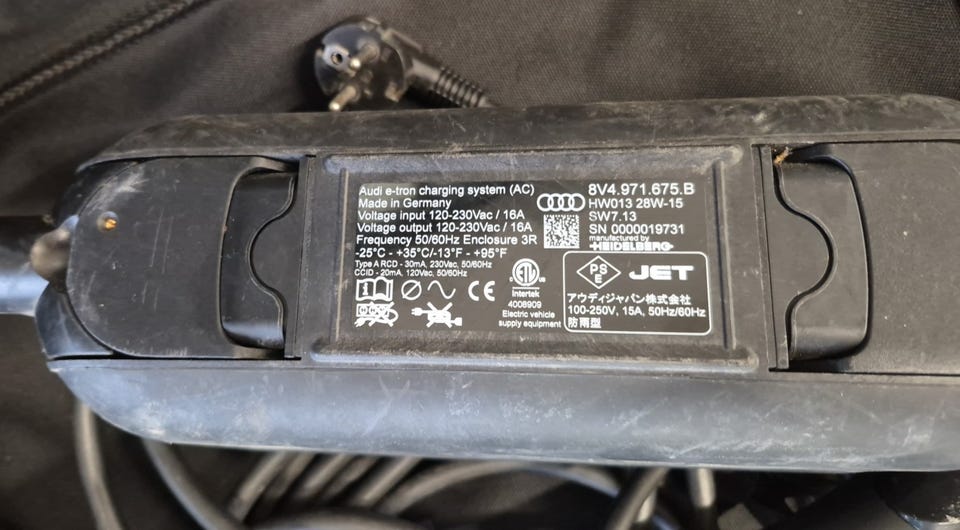 Audi e-tron charging system (AC)
Made in Germany
Voltage input 120-230Vac / 16A
Voltage output 120-230Vac / 16A
Frequency 50/60Hz Enclosure 3R
-25°C - +35°C/-13°F - +95°F
Type A RCD - 30mA, 230Vac, 50/60Hz
CCID - 20mA, 120Vac, 50/60Hz
CE
8V4.971.675.B
HW013 28W-15
SW7.13
SN 0000019731
manufactured by
HEIDELBERG
ETL
Intertek
4008909
Electric vehicle
supply equipment
PS
E
JET
アウディジャパン株式会社
100-250V, 15A, 50Hz/60Hz
防雨型